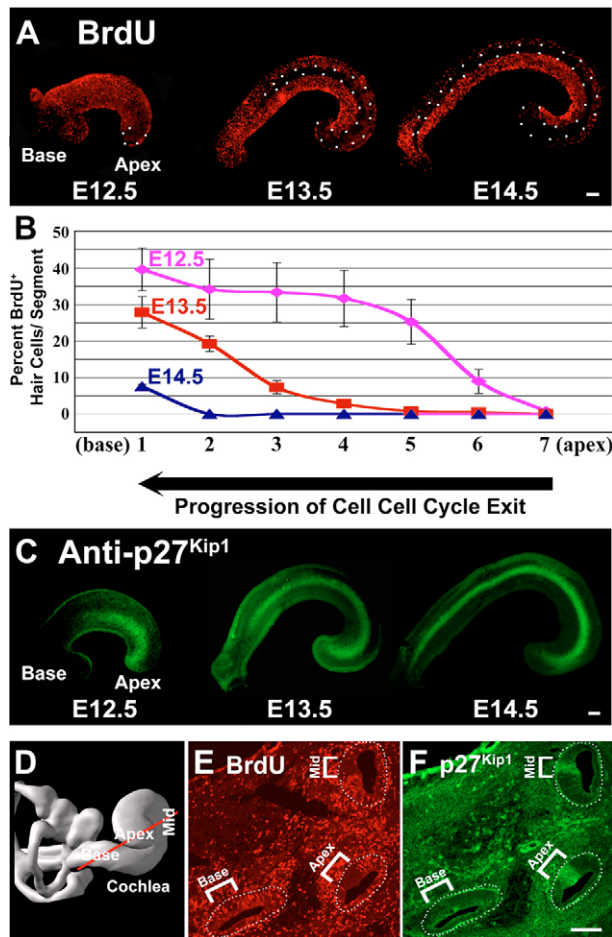 A BrdU
Base
Apex
E12.5 E13.5 E14.5
B
Percent BrdU+
Hair Cells/ Segment
50
40
30
20
10
0
E12.5
E13.5
E14.5
(base) 1 2 3 4 5 6 7 (apex)
Progression of Cell Cell Cycle Exit
C Anti-p27Kip1
Base
Apex
E12.5 E13.5 E14.5
D
Apex
Mid
Base
Cochlea
E BrdU
Mid
Apex
Base
F p27Kip1
Mid
Apex
Base